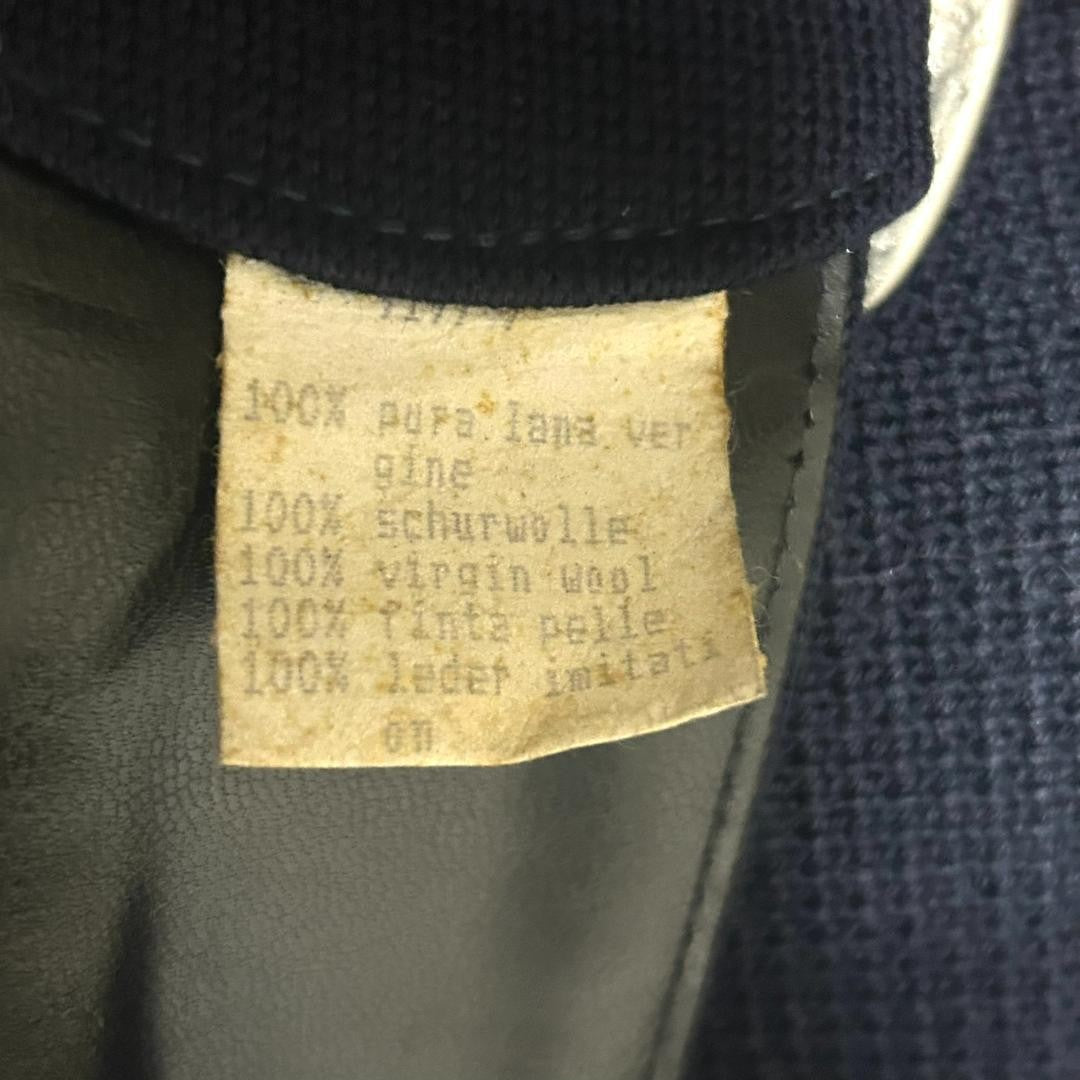 100% pura lana ver
gine
100% schurwolle
100% virgin wool
100% finta pelle
100% leder imitati
on